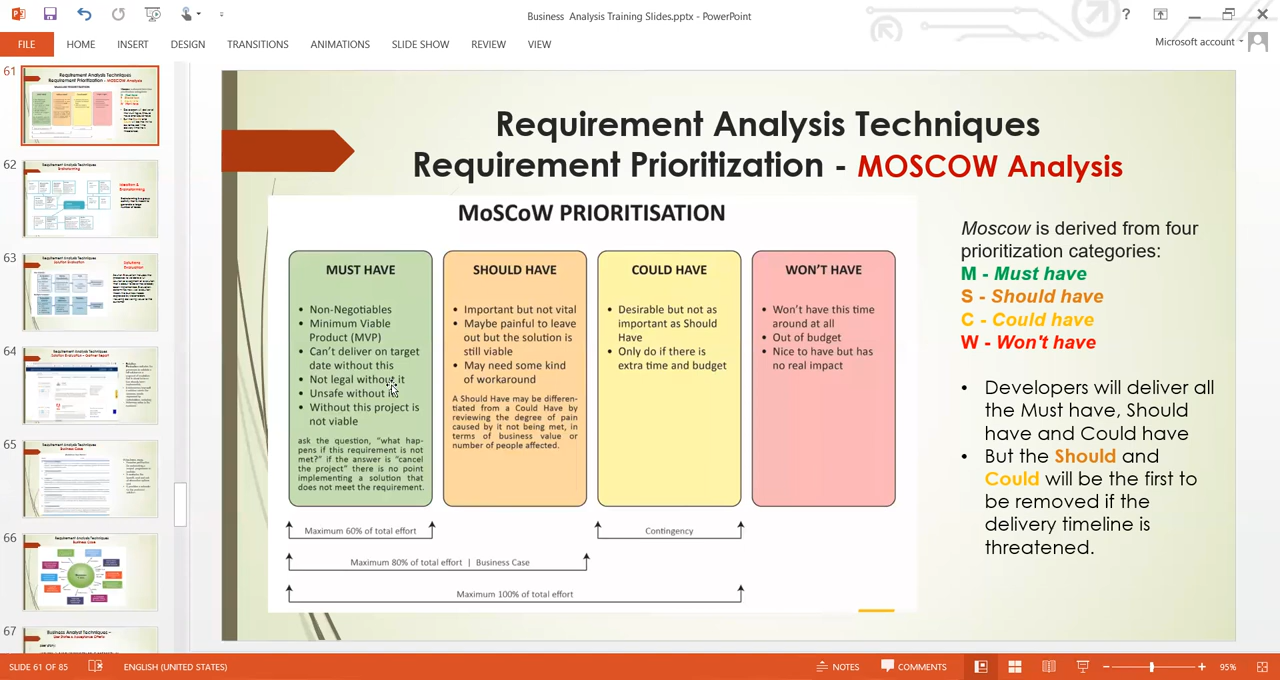 Business Analysis Training Slides.pptx - PowerPoint
?
FILE
HOME
INSERT
DESIGN
TRANSITIONS
ANIMATIONS
SLIDE SHOW
REVIEW
VIEW
Microsoft account
61
62
63
64
65
66
67
Requirement Analysis Techniques
Requirement Prioritization - MOSCOW Analysis
MoSCoW PRIORITISATION
MUST HAVE
• Non-Negotiables
• Minimum Viable
Product (MVP)
• Can't deliver on target
date without this
• Not legal without it
• Unsafe without it
• Without this project is
not viable
ask the question, "what hap-
pens if this requirement is not
met?" if the answer is "cancel
the project" there is no point
implementing a solution that
does not meet the requirement.
SHOULD HAVE
• Important but not vital
• Maybe painful to leave
out but the solution is
still viable
• May need some kind
of workaround
A Should Have may be differen-
tiated from a Could Have by
reviewing the degree of pain
caused by it not being met, in
terms of business value or
number of people affected.
COULD HAVE
• Desirable but not as
important as Should
Have
• Only do if there is
extra time and budget
WON'T HAVE
• Won't have this time
around at all
• Out of budget
• Nice to have but has
no real impact
Maximum 60% of total effort
Contingency
Maximum 80% of total effort | Business Case
Maximum 100% of total effort
Moscow is derived from four
prioritization categories:
M - Must have
S - Should have
C - Could have
W - Won't have
• Developers will deliver all
the Must have, Should
have and Could have
• But the Should and
Could will be the first to
be removed if the
delivery timeline is
threatened.
SLIDE 61 OF 85
ENGLISH (UNITED STATES)
NOTES
COMMENTS
95%